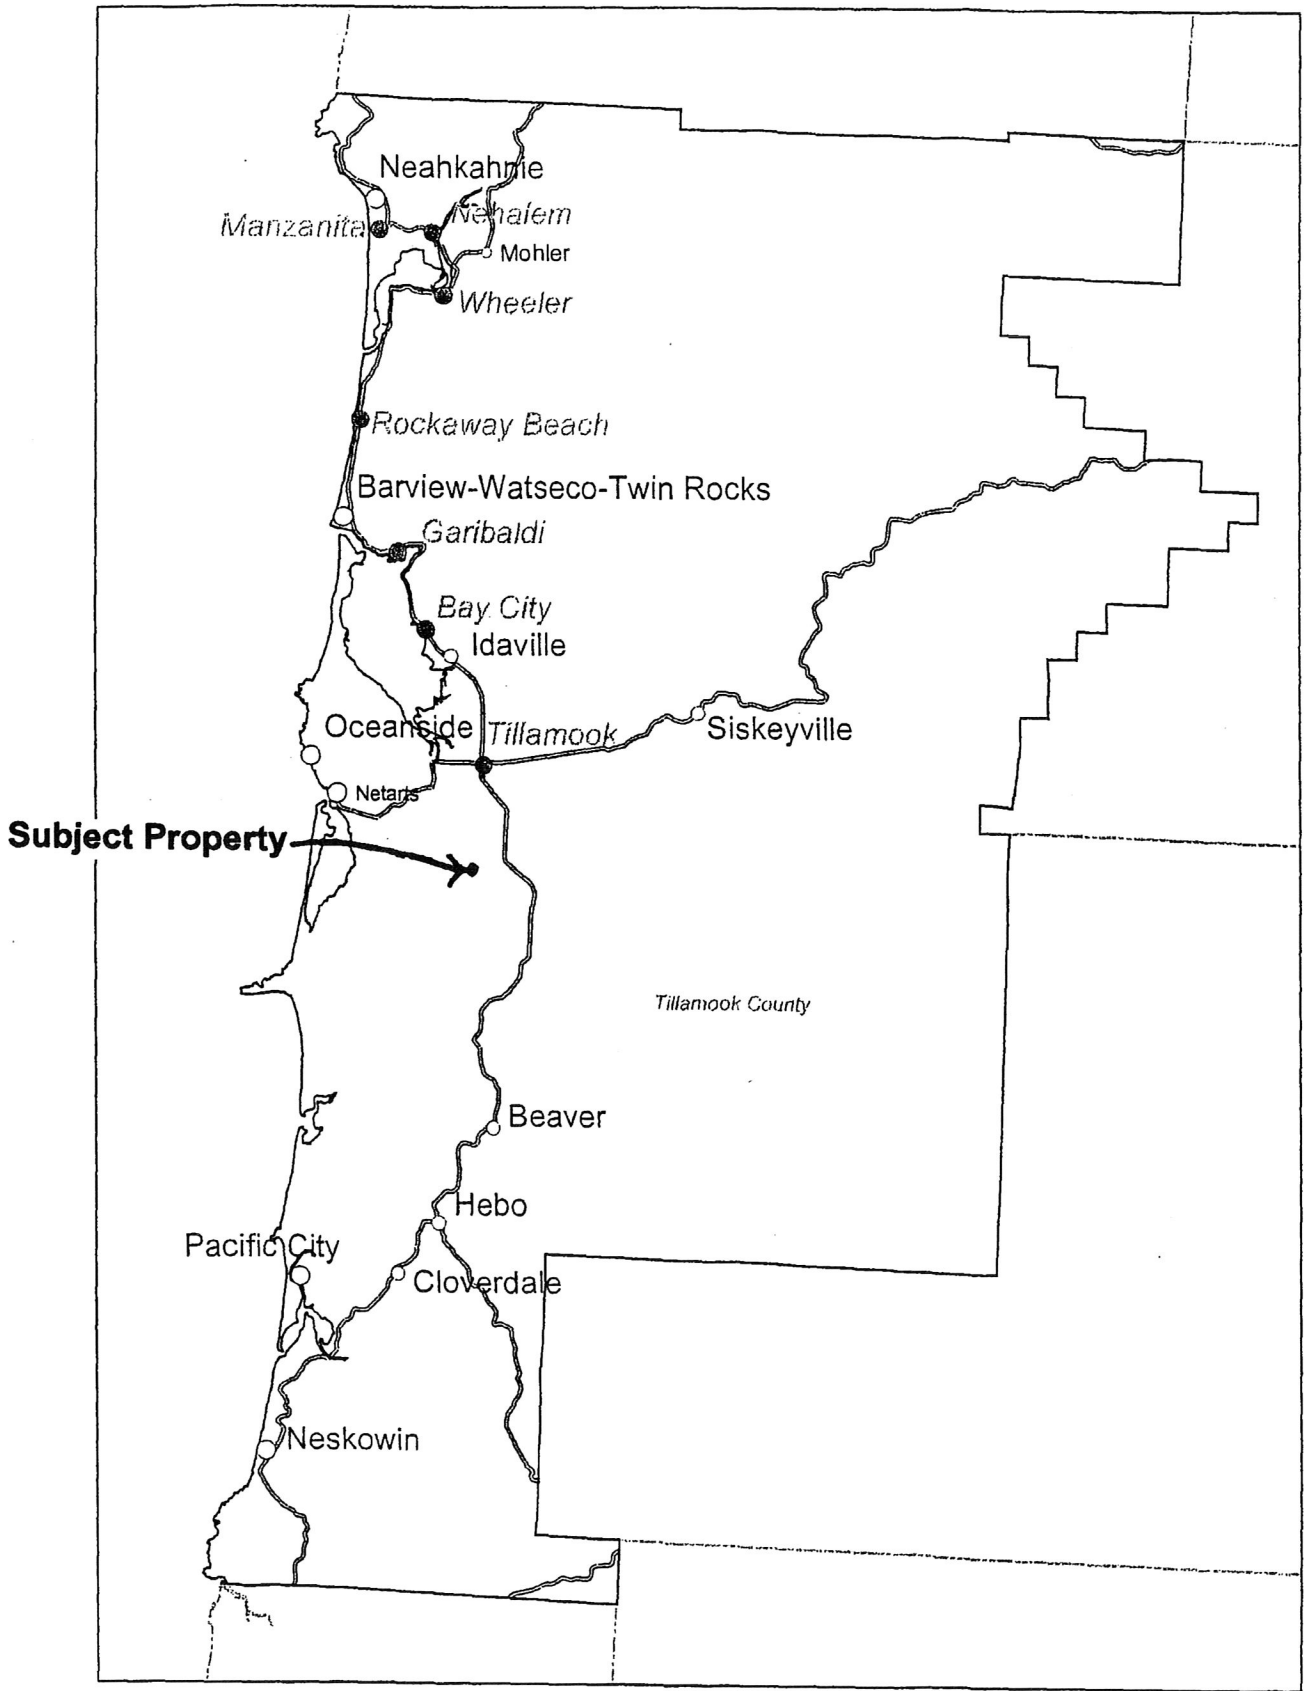 Neahkahnie
Nehalem
Manzanita
Mohler
Wheeler
Rockaway Beach
Barview-Watseco-Twin Rocks
Garibaldi
Bay City
Idaville
Oceanside
Tillamook
Siskeyville
Netarts
Subject Property
Tillamook County
Beaver
Hebo
Pacific City
Cloverdale
Neskowin